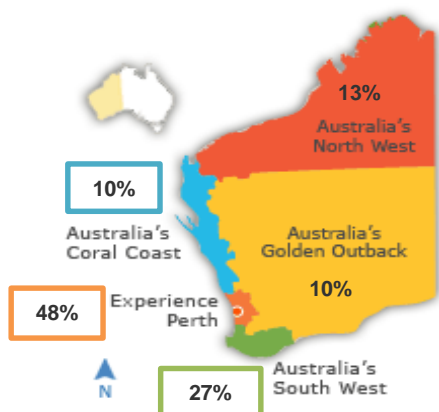 13%
Australia's
North West
10%
Australia's
Coral Coast
Australia's
Golden Outback
10%
48%
Experience
Perth
N
27%
Australia's
South West